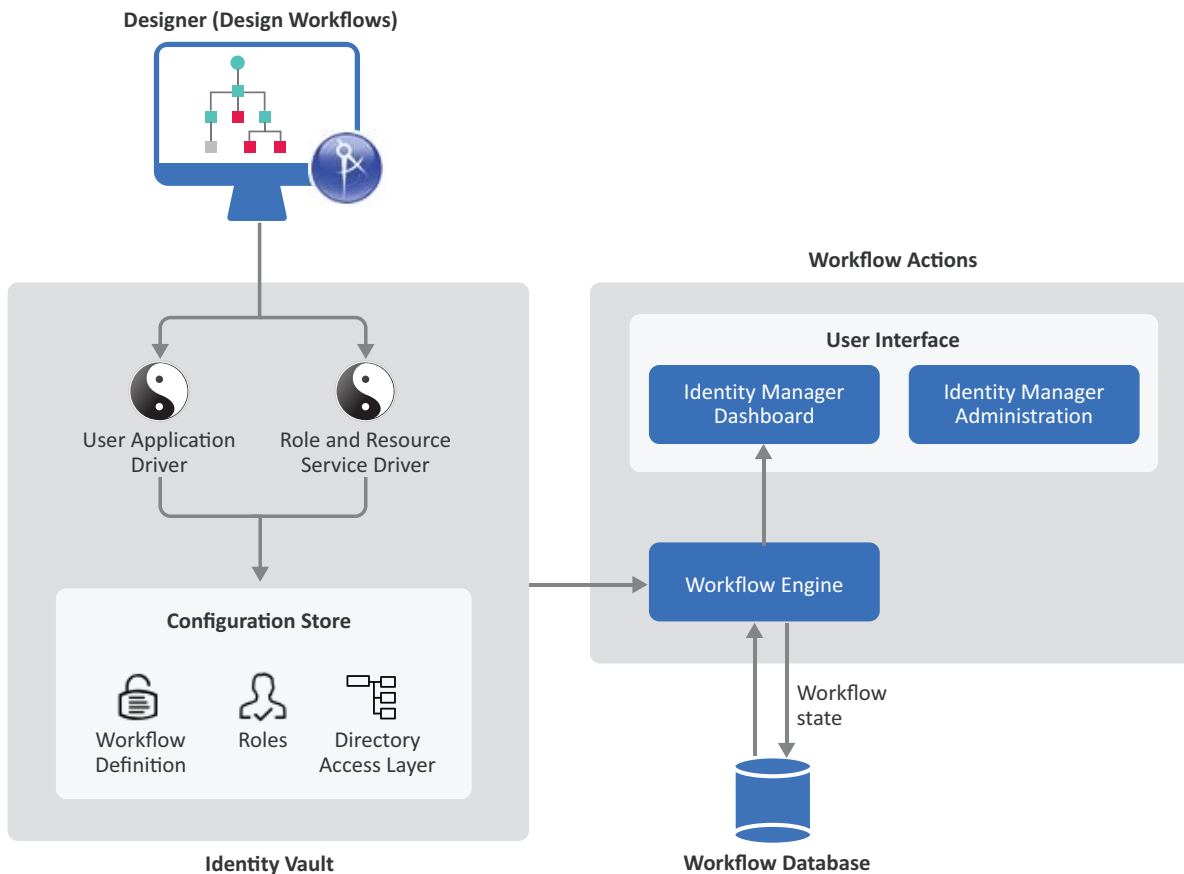 Designer (Design Workflows)
Workflow Actions
User Application
Driver
Role and Resource
Service Driver
Configuration Store
Workflow
Definition
Roles
Directory
Access Layer
Identity Vault
User Interface
Identity Manager
Dashboard
Identity Manager
Administration
Workflow Engine
Workflow
state
Workflow Database